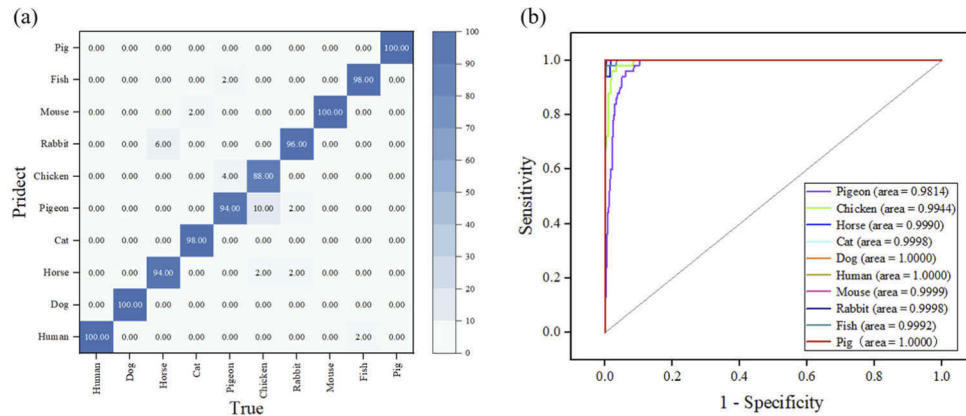 (a)
Pridect
Pig 0.00 0.00 0.00 0.00 0.00 0.00 0.00 0.00 0.00 100.00
Fish 0.00 0.00 0.00 0.00 2.00 0.00 0.00 0.00 98.00 0.00
Mouse 0.00 0.00 0.00 2.00 0.00 0.00 0.00 100.00 0.00 0.00
Rabbit 0.00 0.00 6.00 0.00 0.00 0.00 96.00 0.00 0.00 0.00
Chicken 0.00 0.00 0.00 0.00 4.00 88.00 0.00 0.00 0.00 0.00
Pigeon 0.00 0.00 0.00 0.00 94.00 10.00 2.00 0.00 0.00 0.00
Cat 0.00 0.00 0.00 98.00 0.00 0.00 0.00 0.00 0.00 0.00
Horse 0.00 0.00 94.00 0.00 0.00 2.00 2.00 0.00 0.00 0.00
Dog 0.00 100.00 0.00 0.00 0.00 0.00 0.00 0.00 0.00 0.00
Human 100.00 0.00 0.00 0.00 0.00 0.00 0.00 0.00 2.00 0.00
Human Dog Horse Cat Pigeon Chicken Rabbit Mouse Fish Pig
True
100
90
80
70
60
50
40
30
20
10
0
(b)
Sensitivity
1.0
0.8
0.6
0.4
0.2
0.0
Pigeon (area = 0.9814)
Chicken (area = 0.9944)
Horse (area = 0.9990)
Cat (area = 0.9998)
Dog (area = 1.0000)
Human (area = 1.0000)
Mouse (area = 0.9999)
Rabbit (area = 0.9998)
Fish (area = 0.9992)
Pig（area = 1.0000）
0.0 0.2 0.4 0.6 0.8 1.0
1 - Specificity